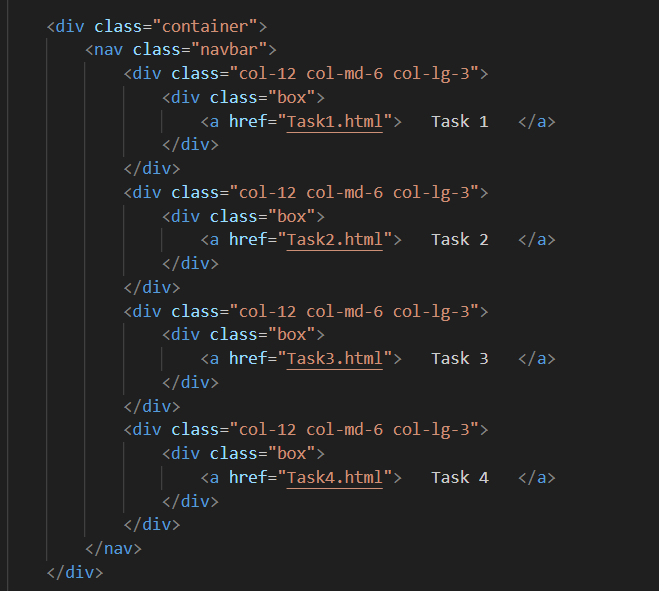 <div class="container">
<nav class="navbar">
<div class="col-12 col-md-6 col-lg-3">
<div class="box">
<a href="Task1.html">   Task 1   </a>
</div>
</div>
<div class="col-12 col-md-6 col-lg-3">
<div class="box">
<a href="Task2.html">   Task 2   </a>
</div>
</div>
<div class="col-12 col-md-6 col-lg-3">
<div class="box">
<a href="Task3.html">   Task 3   </a>
</div>
</div>
<div class="col-12 col-md-6 col-lg-3">
<div class="box">
<a href="Task4.html">   Task 4   </a>
</div>
</div>
</nav>
</div>